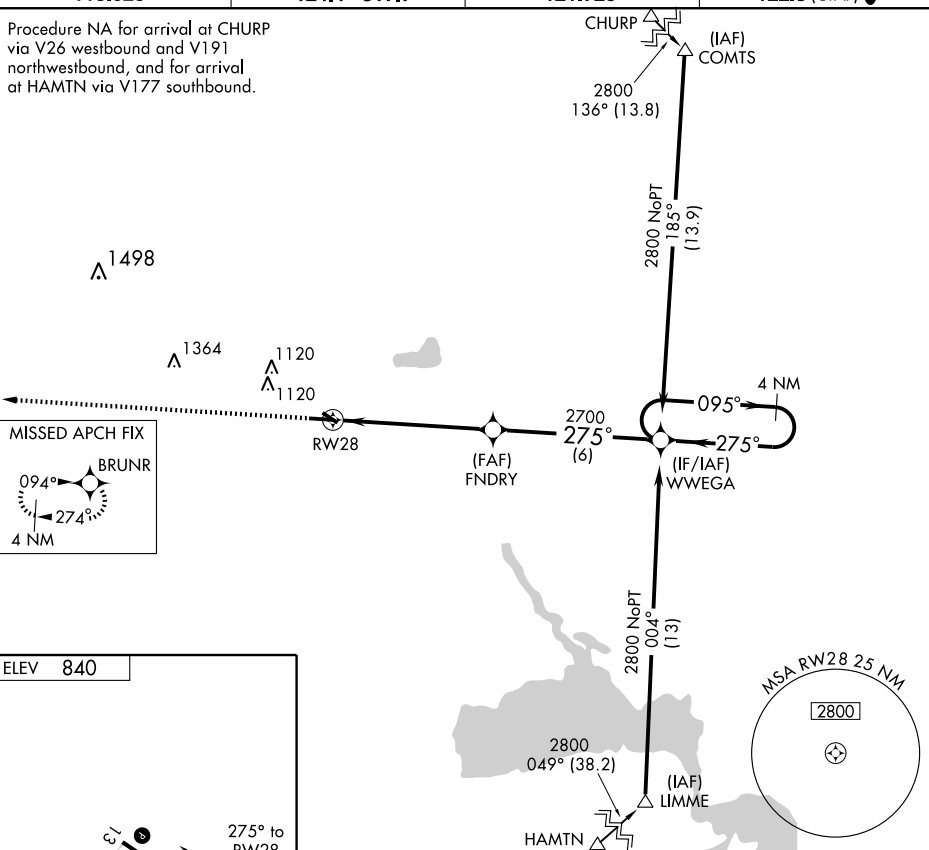 Procedure NA for arrival at CHURP
via V26 westbound and V191
northwestbound, and for arrival
at HAMTN via V177 southbound.
CHURP
(IAF)
COMTS
2800
136° (13.8)
2800 NoPT
185°
(13.9)
1498
1364
1120
1120
4 NM
095°
2700
275°
(6)
275°
RW28
(FAF)
FNDRY
(IF/IAF)
WWEGA
MISSED APCH FIX
BRUNR
094°
274°
4 NM
2800 NoPT
004°
(13)
ELEV 840
MSA RW28 25 NM
2800
2800
049° (38.2)
(IAF)
LIMME
HAMTN
13
P
275° to
RW28